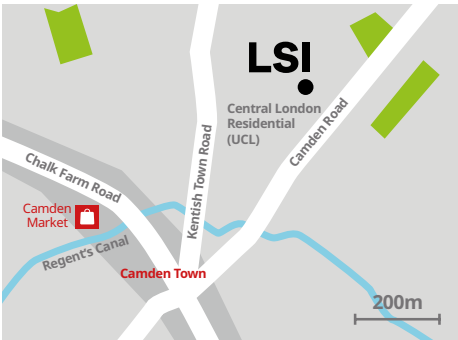 LSI
Central London
Residential
(UCL)
Camden Road
Kentish Town Road
Chalk Farm Road
Camden
Market
Regent's Canal
Camden Town
200m